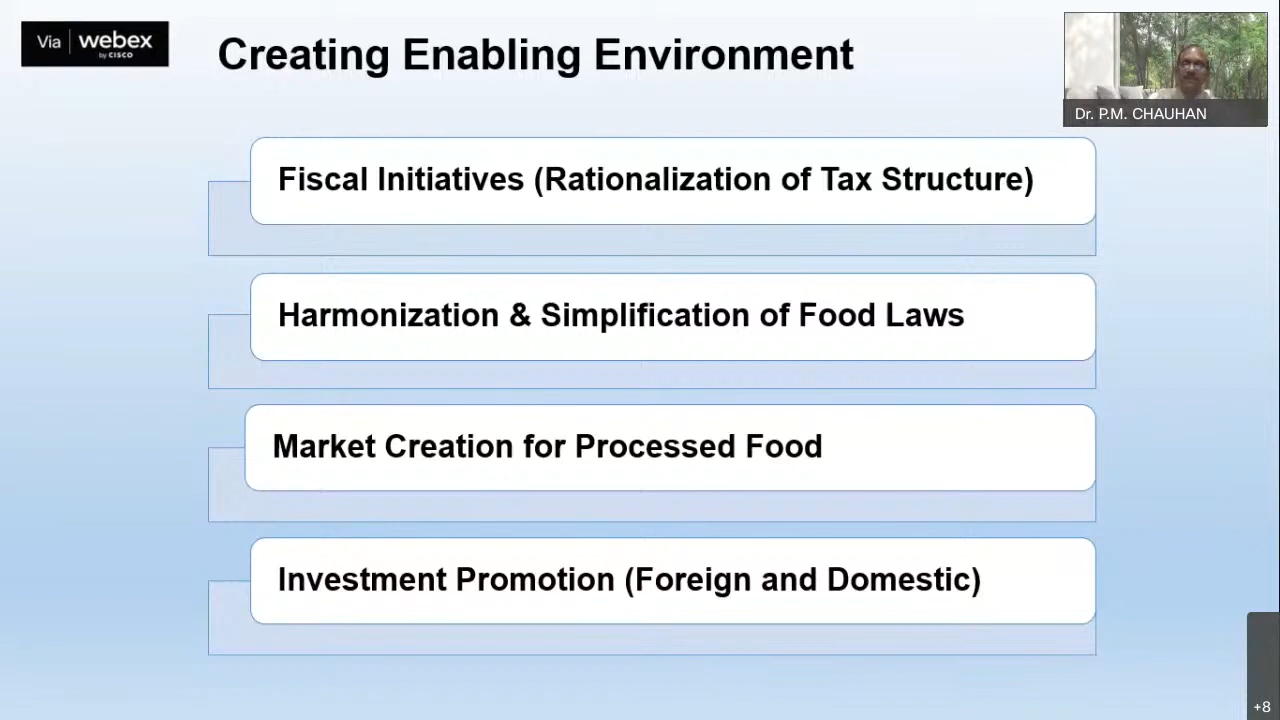 Via | webex
by CISCO
Creating Enabling Environment
Dr. P.M. CHAUHAN
Fiscal Initiatives (Rationalization of Tax Structure)
Harmonization & Simplification of Food Laws
Market Creation for Processed Food
Investment Promotion (Foreign and Domestic)
+8